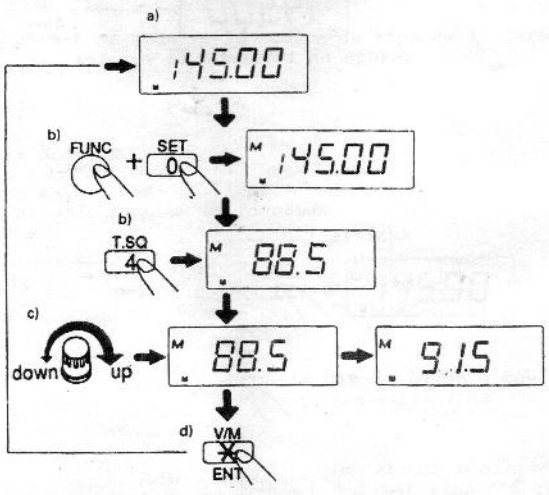 a)
145.00
M
b) FUNC + SET
0
M 145.00
M
b)
T.SQ
4
88.5
M
c)
down up
M 88.5
M
M 91.5
M
d) V/M
*
ENT